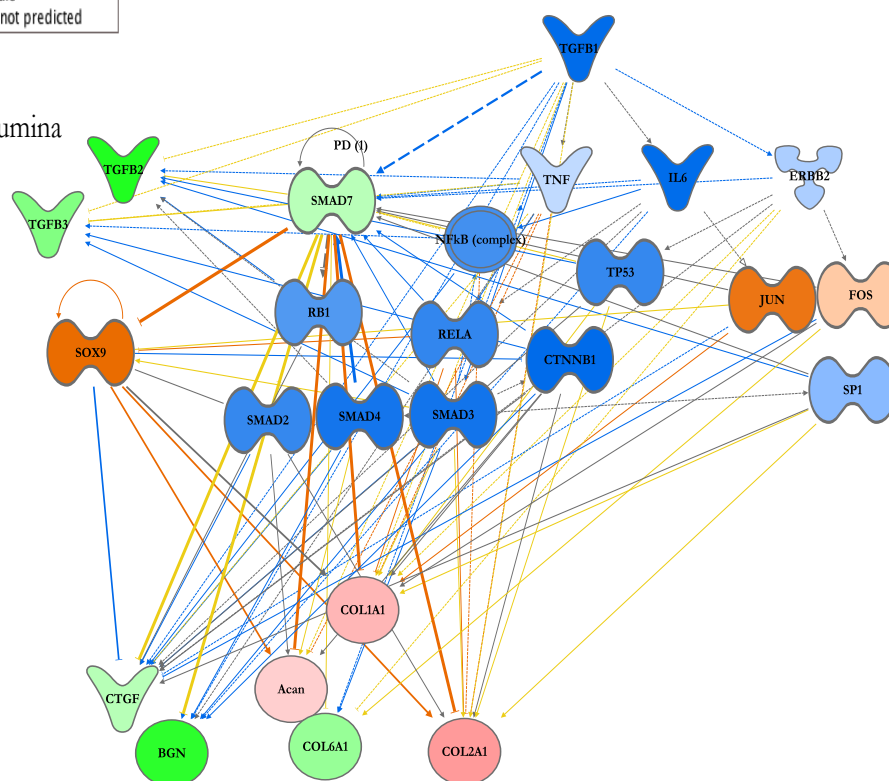 not predicted
TGFB1
umina
PD (1)
TGFB2
TNF
IL6
ERBB2
SMAD7
TGFB3
NFkB (complex)
TP53
JUN
FOS
RB1
RELA
SOX9
CTNNB1
SP1
SMAD2
SMAD4
SMAD3
COL1A1
Acan
CTGF
COL6A1
BGN
COL2A1